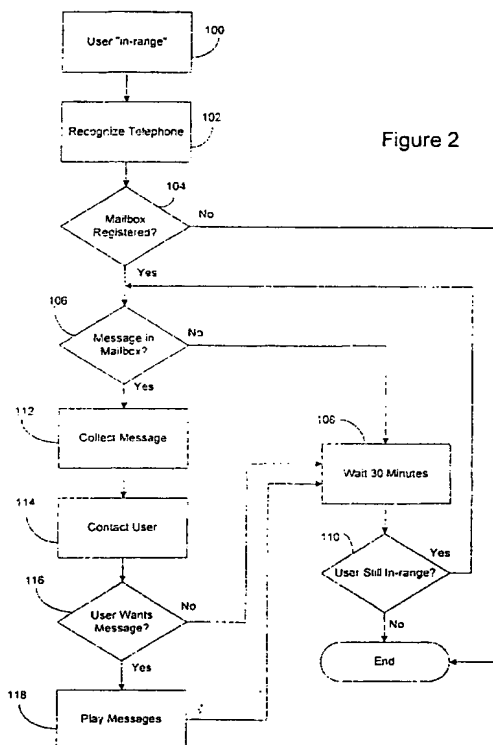 User "in-range"
100
Recognize Telephone
102
Figure 2
Mailbox
Registered?
104
No
Yes
106
Message in
Mailbox?
No
Yes
112
Collect Message
108
Wait 30 Minutes
114
Contact User
110
User Still In-range?
Yes
No
116
User Wants
Message?
No
Yes
End
118
Play Messages